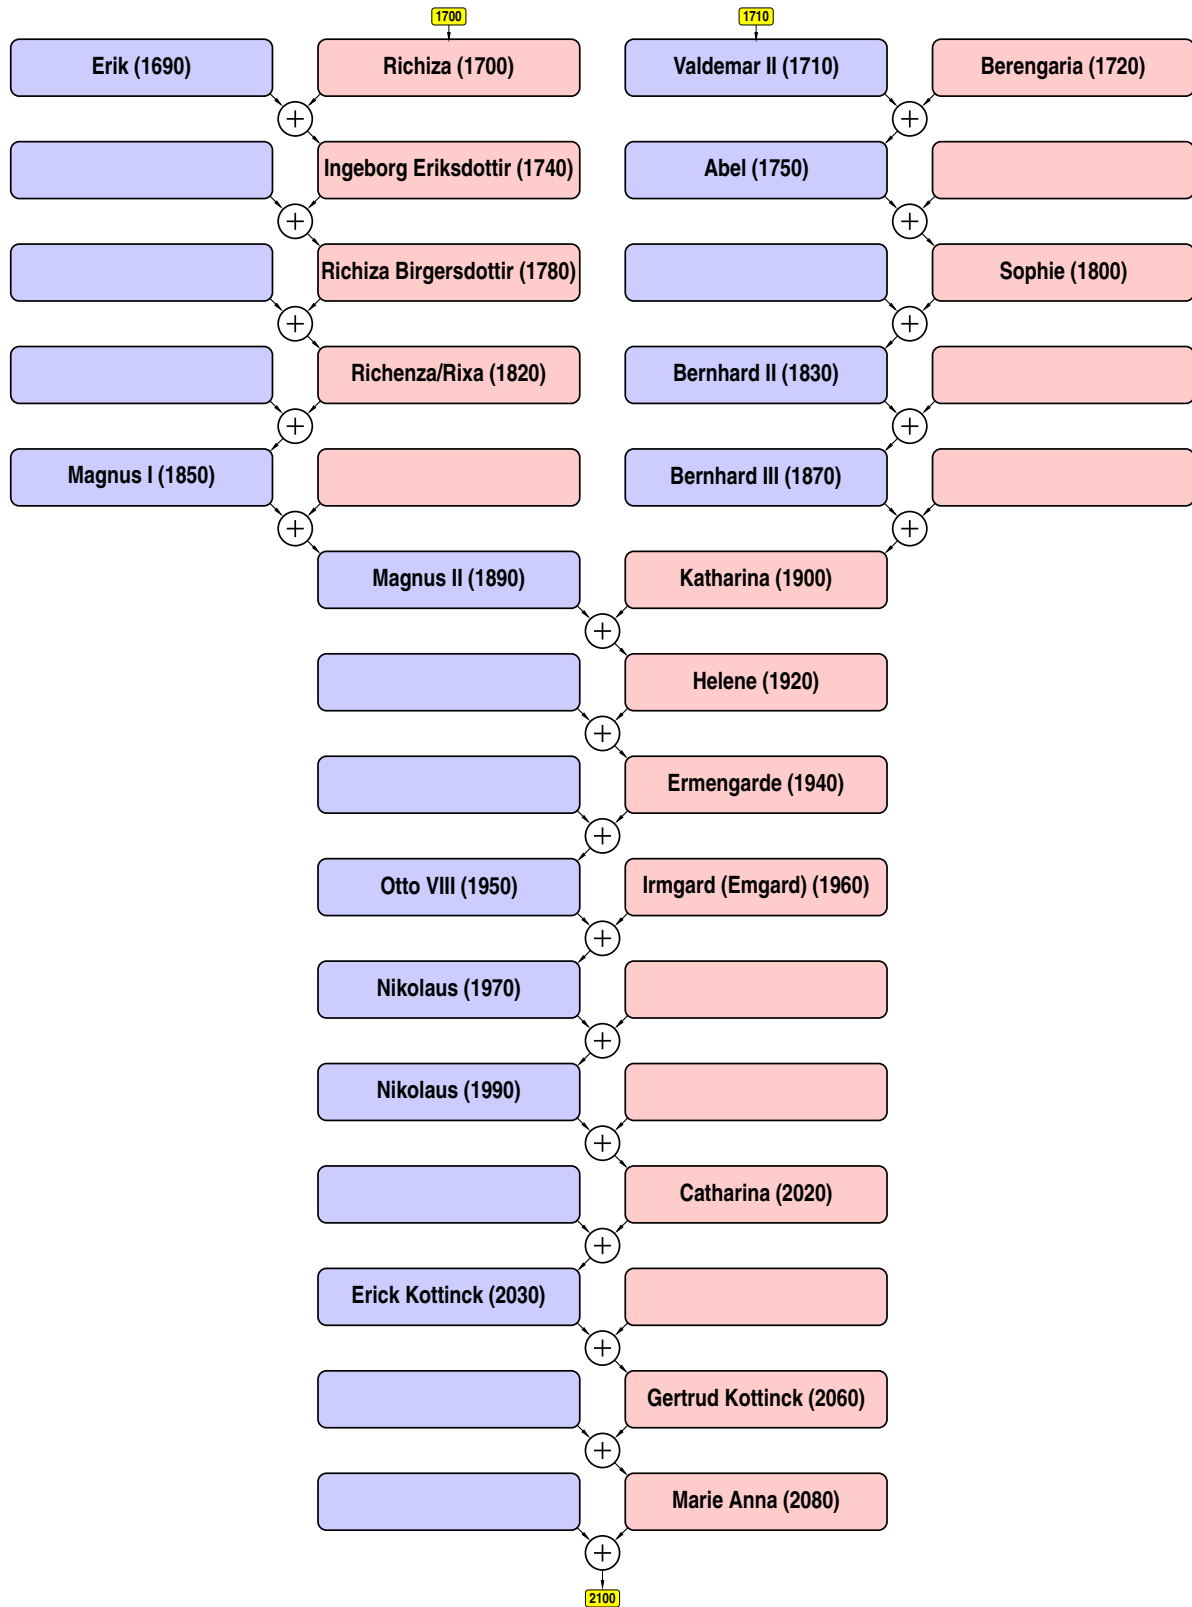 1700 1710
Erik (1690) Richiza (1700) Valdemar II (1710) Berengaria (1720)
Ingeborg Eriksdottir (1740) Abel (1750)
Richiza Birgersdottir (1780) Sophie (1800)
Richenza/Rixa (1820) Bernhard II (1830)
Magnus I (1850) Bernhard III (1870)
Magnus II (1890) Katharina (1900)
Helene (1920)
Ermengarde (1940)
Otto VIII (1950) Irmgard (Emgard) (1960)
Nikolaus (1970)
Nikolaus (1990)
Catharina (2020)
Erick Kottinck (2030)
Gertrud Kottinck (2060)
Marie Anna (2080)
2100